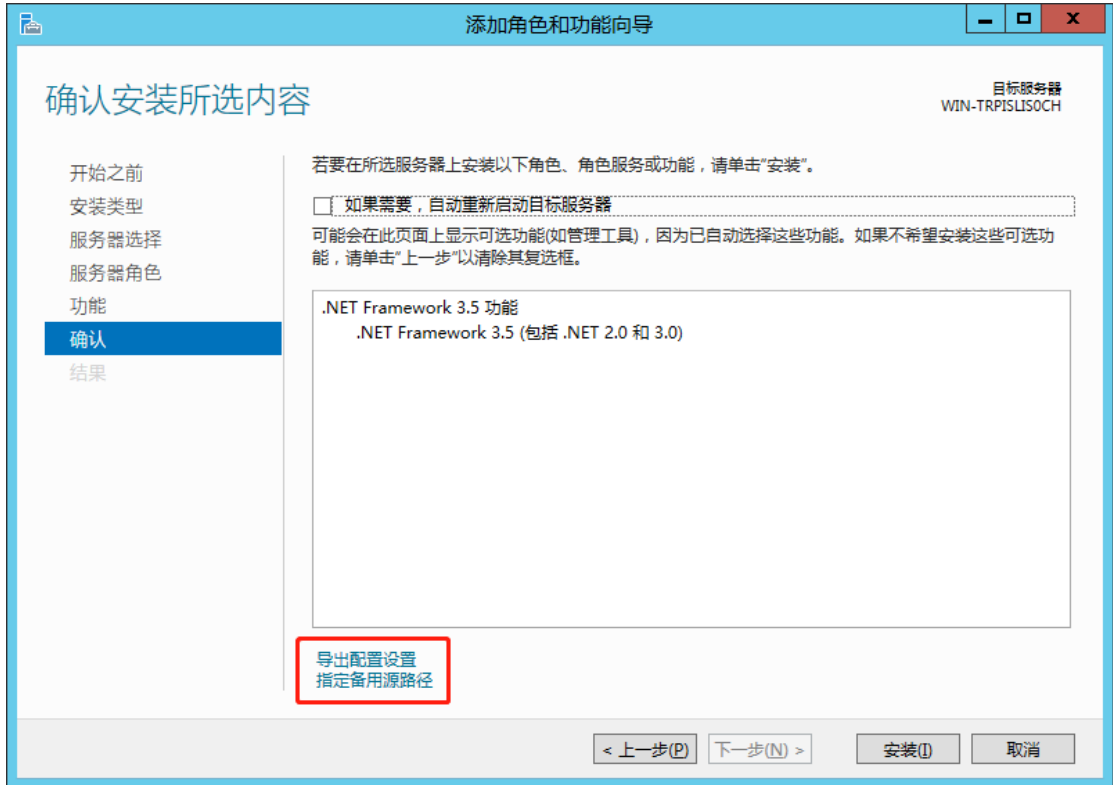 添加角色和功能向导
确认安装所选内容
目标服务器
WIN-TRPISLIS0CH
开始之前
安装类型
服务器选择
服务器角色
功能
确认
结果
若要在所选服务器上安装以下角色、角色服务或功能，请单击"安装"。
如果需要，自动重新启动目标服务器
可能会在此页面上显示可选功能(如管理工具)，因为已自动选择这些功能。如果不希望安装这些可选功
能，请单击"上一步"以清除其复选框。
.NET Framework 3.5 功能
.NET Framework 3.5 (包括 .NET 2.0 和 3.0)
导出配置设置
指定备用源路径
< 上一步(P)
下一步(N) >
安装(I)
取消